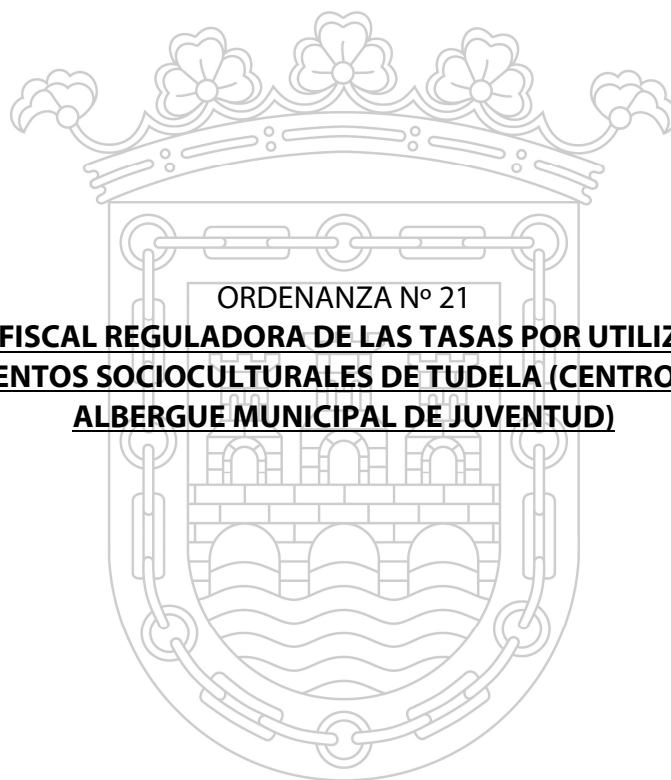 ORDENANZA Nº 21
FISCAL REGULADORA DE LAS TASAS POR UTILIZ
ENTOS SOCIOCULTURALES DE TUDELA (CENTRO
ALBERGUE MUNICIPAL DE JUVENTUD)